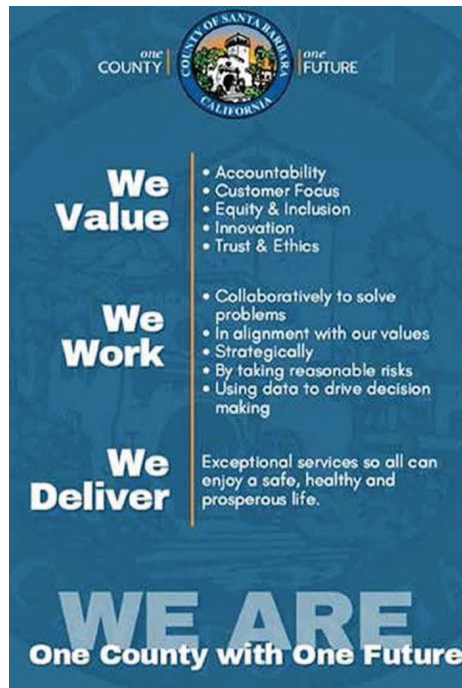 one
COUNTY
COUNTY OF SANTA BARBARA
CALIFORNIA
one
FUTURE
We
Value
• Accountability
• Customer Focus
• Equity & Inclusion
• Innovation
• Trust & Ethics
We
Work
• Collaboratively to solve
problems
• In alignment with our values
• Strategically
• By taking reasonable risks
• Using data to drive decision
making
We
Deliver
Exceptional services so all can
enjoy a safe, healthy and
prosperous life.
WE ARE
One County with One Future